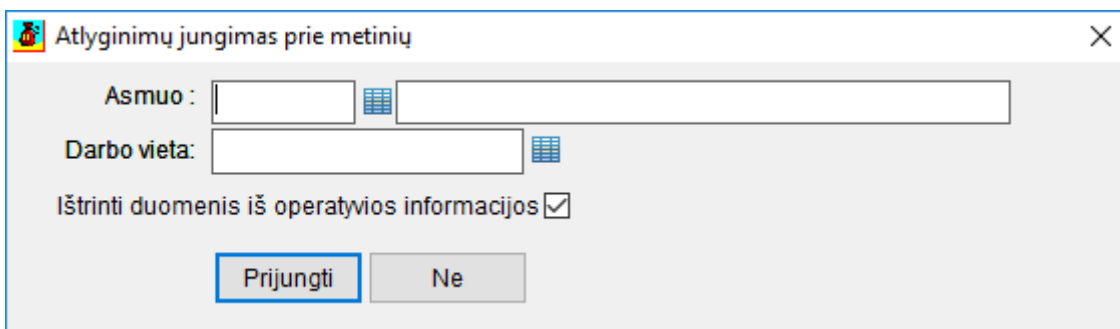 Atlyginimų jungimas prie metinių
Asmuo :
Darbo vieta:
Ištrinti duomenis iš operatyvios informacijos
Prijungti Ne